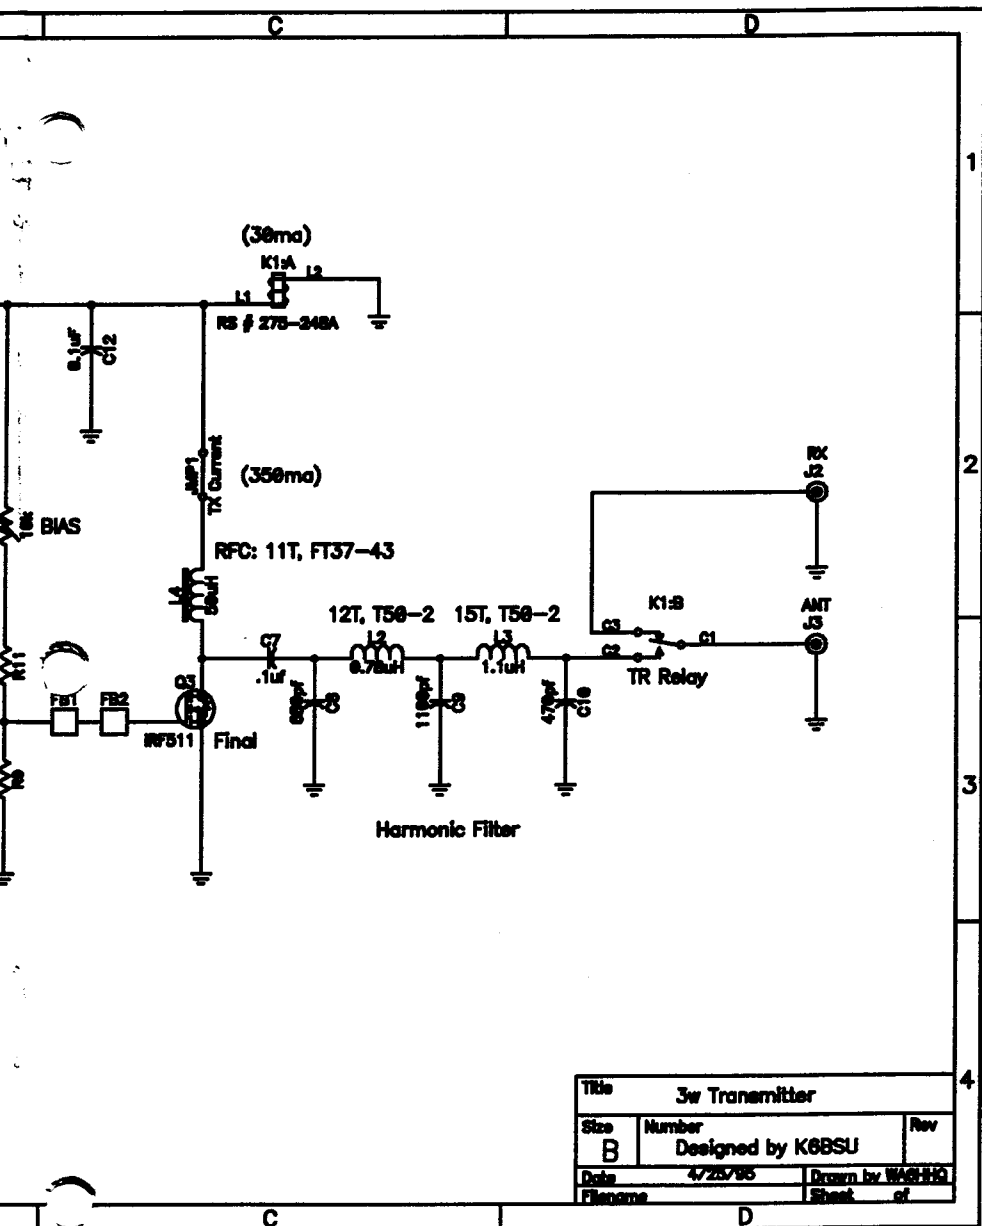 C D
1
(30ma)
K1:A
L2
L1
RS # 275-248A
0.1uF
C12
2
RX
J2
JMP1
TX Current
(350ma)
10k
BIAS
RFC: 11T, FT37-43
L4
50uH
12T, T50-2 15T, T50-2
K1:B
ANT
J3
C7
L2
L3
C3
C1
C2
.1uf
0.78uH
1.1uH
TR Relay
R11
Q3
FB1 FB2
IRF511
Final
1100pf
C9
470pf
C10
3
Harmonic Filter
4
Title
3w Transmitter
Size
B
Number
Designed by K6BSU
Rev
Date 4/25/95
Drawn by
Filename
Sheet of
C D